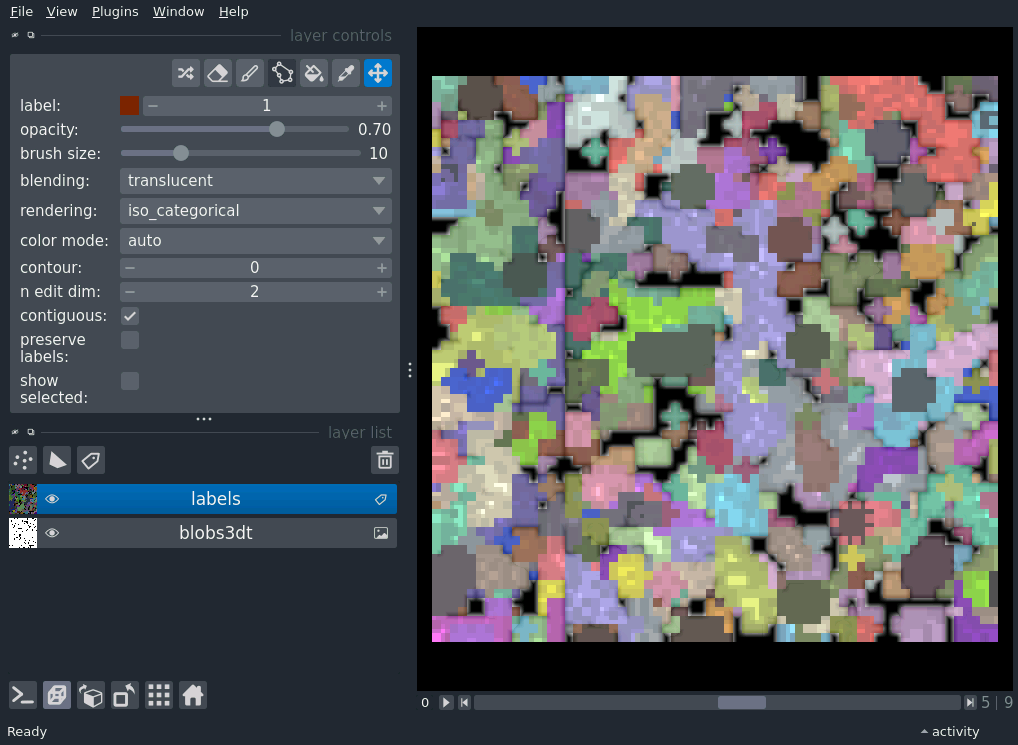 File View Plugins Window Help
layer controls
label: 1
opacity: 0.70
brush size: 10
blending: translucent
rendering: iso_categorical
color mode: auto
contour: 0
n edit dim: 2
contiguous:
preserve
labels:
show
selected:
layer list
labels
blobs3dt
0 5 | 9
Ready activity